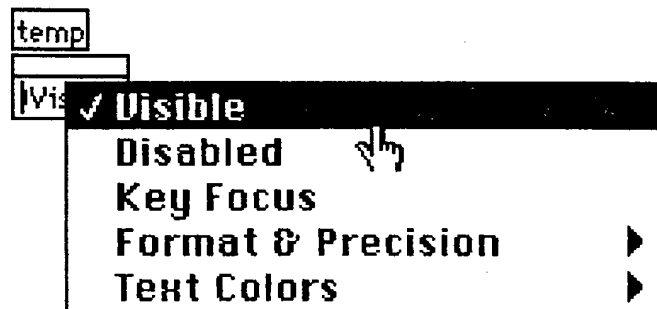 temp
Vis
✓ Visible
Disabled
Key Focus
Format & Precision
Text Colors